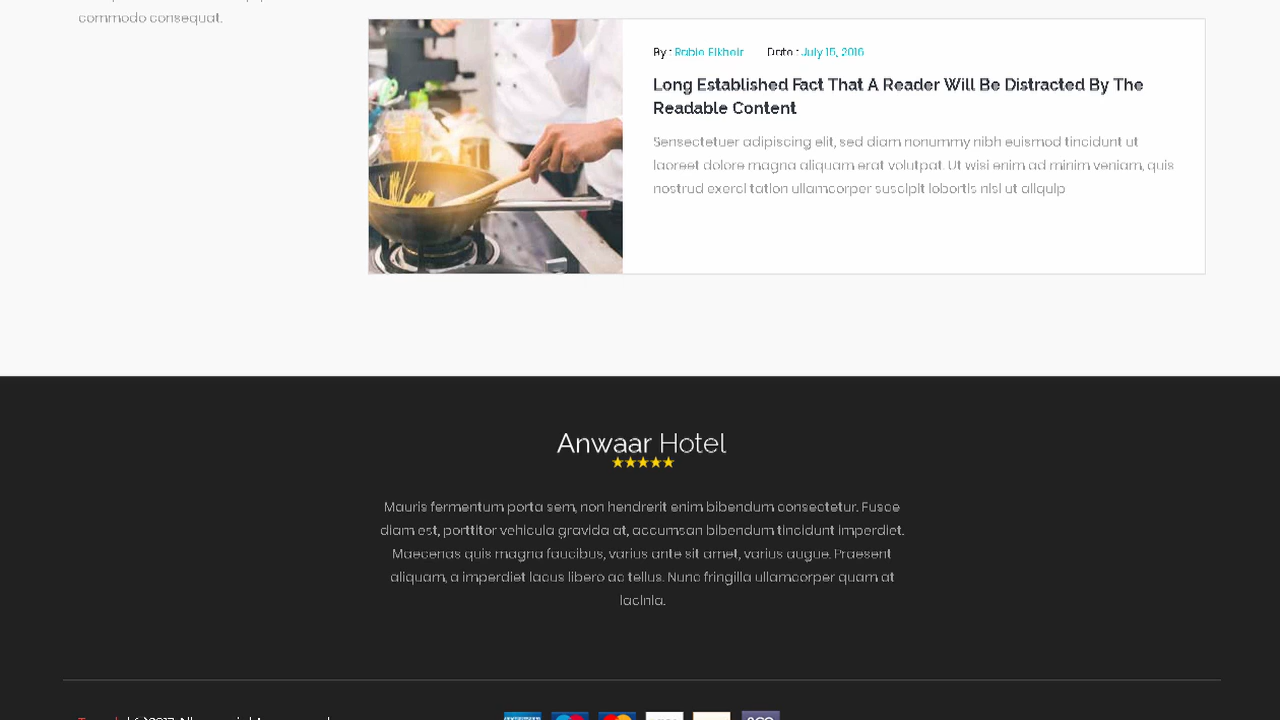 commodo consequat.
By : Rabie Elkheir Date : July 15, 2016
Long Established Fact That A Reader Will Be Distracted By The
Readable Content
Sensectetuer adipiscing elit, sed diam nonummy nibh euismod tincidunt ut
laoreet dolore magna aliquam erat volutpat. Ut wisi enim ad minim veniam, quis
nostrud exerci tation ullamcorper suscipit lobortis nisl ut aliquip
Anwaar Hotel
Mauris fermentum porta sem, non hendrerit enim bibendum consectetur. Fusce
diam est, porttitor vehicula gravida at, accumsan bibendum tincidunt imperdiet.
Maecenas quis magna faucibus, varius ante sit amet, varius augue. Praesent
aliquam, a imperdiet lacus libero ac tellus. Nunc fringilla ullamcorper quam at
lacinia.